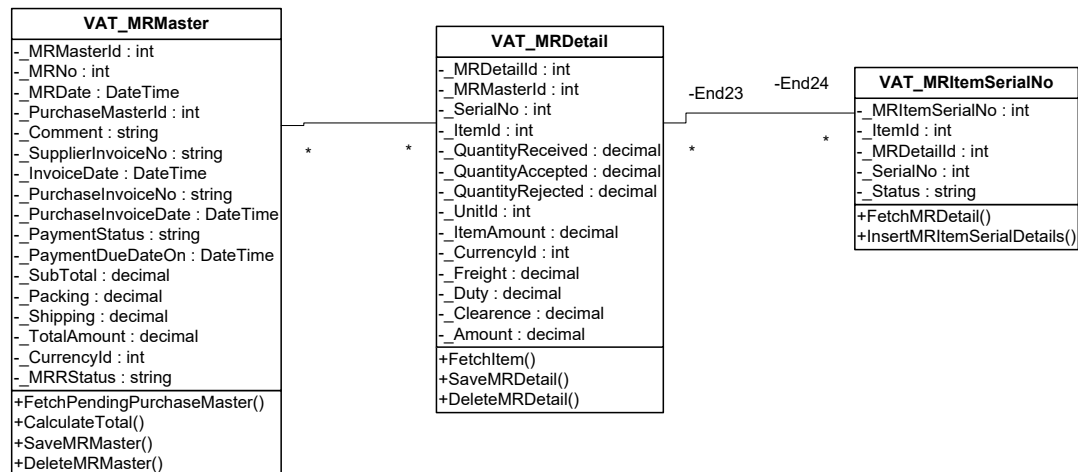 VAT_MRMaster
-_MRMasterId : int
-_MRNo : int
-_MRDate : DateTime
-_PurchaseMasterId : int
-_Comment : string
-_SupplierInvoiceNo : string
-_InvoiceDate : DateTime
-_PurchaseInvoiceNo : string
-_PurchaseInvoiceDate : DateTime
-_PaymentStatus : string
-_PaymentDueDateOn : DateTime
-_SubTotal : decimal
-_Packing : decimal
-_Shipping : decimal
-_TotalAmount : decimal
-_CurrencyId : int
-_MRRStatus : string
+FetchPendingPurchaseMaster()
+CalculateTotal()
+SaveMRMaster()
+DeleteMRMaster()
*
*
VAT_MRDetail
-_MRDetailId : int
-_MRMasterId : int
-_SerialNo : int
-_ItemId : int
-_QuantityReceived : decimal
-_QuantityAccepted : decimal
-_QuantityRejected : decimal
-_UnitId : int
-_ItemAmount : decimal
-_CurrencyId : int
-_Freight : decimal
-_Duty : decimal
-_Clearence : decimal
-_Amount : decimal
+FetchItem()
+SaveMRDetail()
+DeleteMRDetail()
-End23
*
-End24
*
VAT_MRItemSerialNo
-_MRItemSerialNo : int
-_ItemId : int
-_MRDetailId : int
-_SerialNo : int
-_Status : string
+FetchMRDetail()
+InsertMRItemSerialDetails()